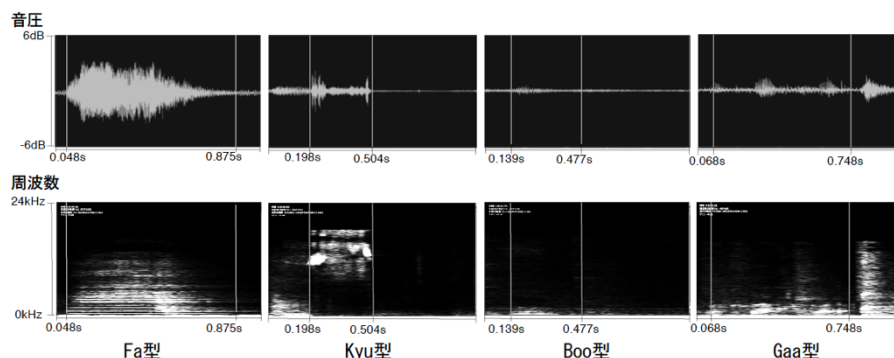 音圧
6dB
-6dB
0.048s 0.875s 0.198s 0.504s 0.139s 0.477s 0.068s 0.748s
周波数
24kHz
0kHz
0.048s 0.875s 0.198s 0.504s 0.139s 0.477s 0.068s 0.748s
Fa型 Kyu型 Boo型 Gaa型